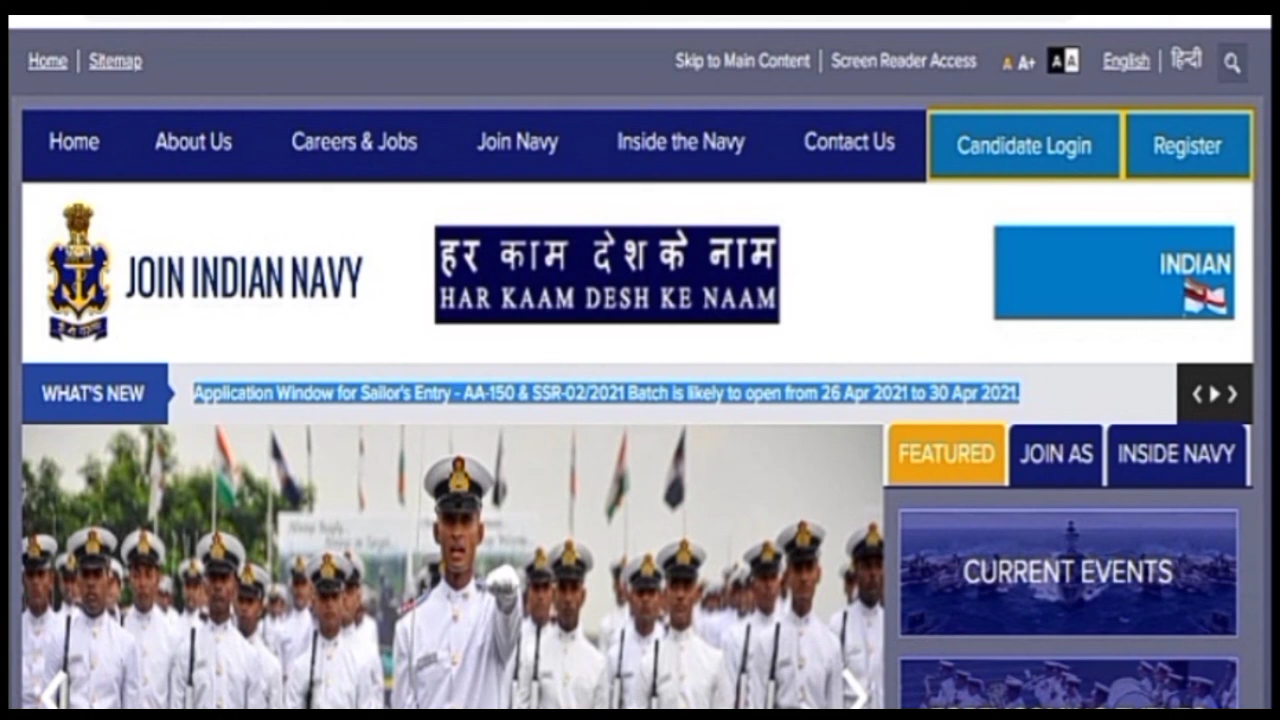 Home | Sitemap
Skip to Main Content | Screen Reader Access A A+ A A English | हिन्दी
Home About Us Careers & Jobs Join Navy Inside the Navy Contact Us Candidate Login Register
JOIN INDIAN NAVY
हर काम देश के नाम
HAR KAAM DESH KE NAAM
INDIAN
WHAT'S NEW
Application Window for Sailor's Entry - AA-150 & SSR-02/2021 Batch is likely to open from 26 Apr 2021 to 30 Apr 2021.
FEATURED JOIN AS INSIDE NAVY
CURRENT EVENTS